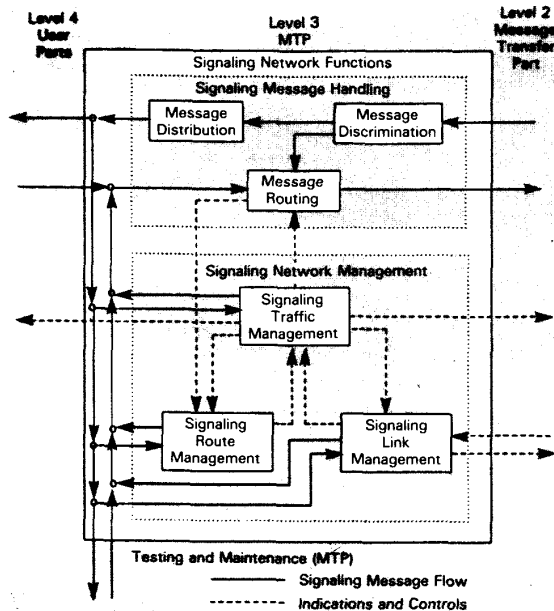 Level 4
User
Parts
Level 3
MTP
Level 2
Message
Transfer
Part
Signaling Network Functions
Signaling Message Handling
Message
Distribution
Message
Discrimination
Message
Routing
Signaling Network Management
Signaling
Traffic
Management
Signaling
Route
Management
Signaling
Link
Management
Testing and Maintenance (MTP)
Signaling Message Flow
Indications and Controls